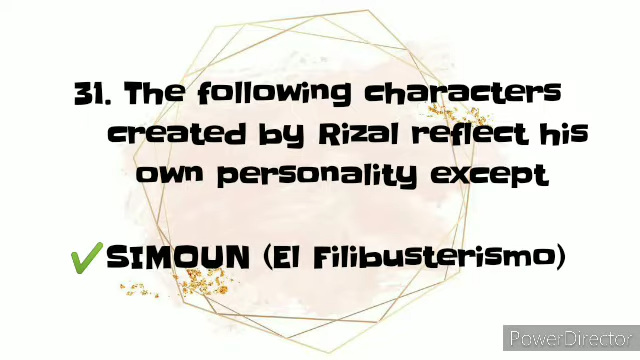 31. The following characters
created by Rizal reflect his
own personality except
✔SIMOUN (El Filibusterismo)
PowerDirector